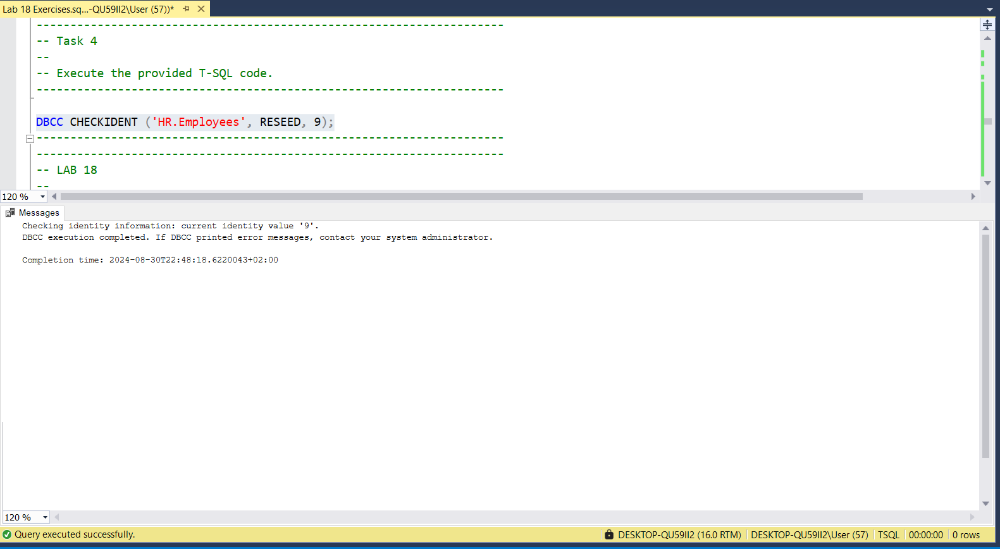 Lab 18 Exercises.sq...-QU59II2\User (57))*
---------------------------------------------------------------------
-- Task 4
--
-- Execute the provided T-SQL code.
---------------------------------------------------------------------
DBCC CHECKIDENT ('HR.Employees', RESEED, 9);
---------------------------------------------------------------------
---------------------------------------------------------------------
-- LAB 18
--
120 %
Messages
Checking identity information: current identity value '9'.
DBCC execution completed. If DBCC printed error messages, contact your system administrator.
Completion time: 2024-08-30T22:48:18.6220043+02:00
120 %
Query executed successfully. DESKTOP-QU59II2 (16.0 RTM) DESKTOP-QU59II2\User (57) TSQL 00:00:00 0 rows